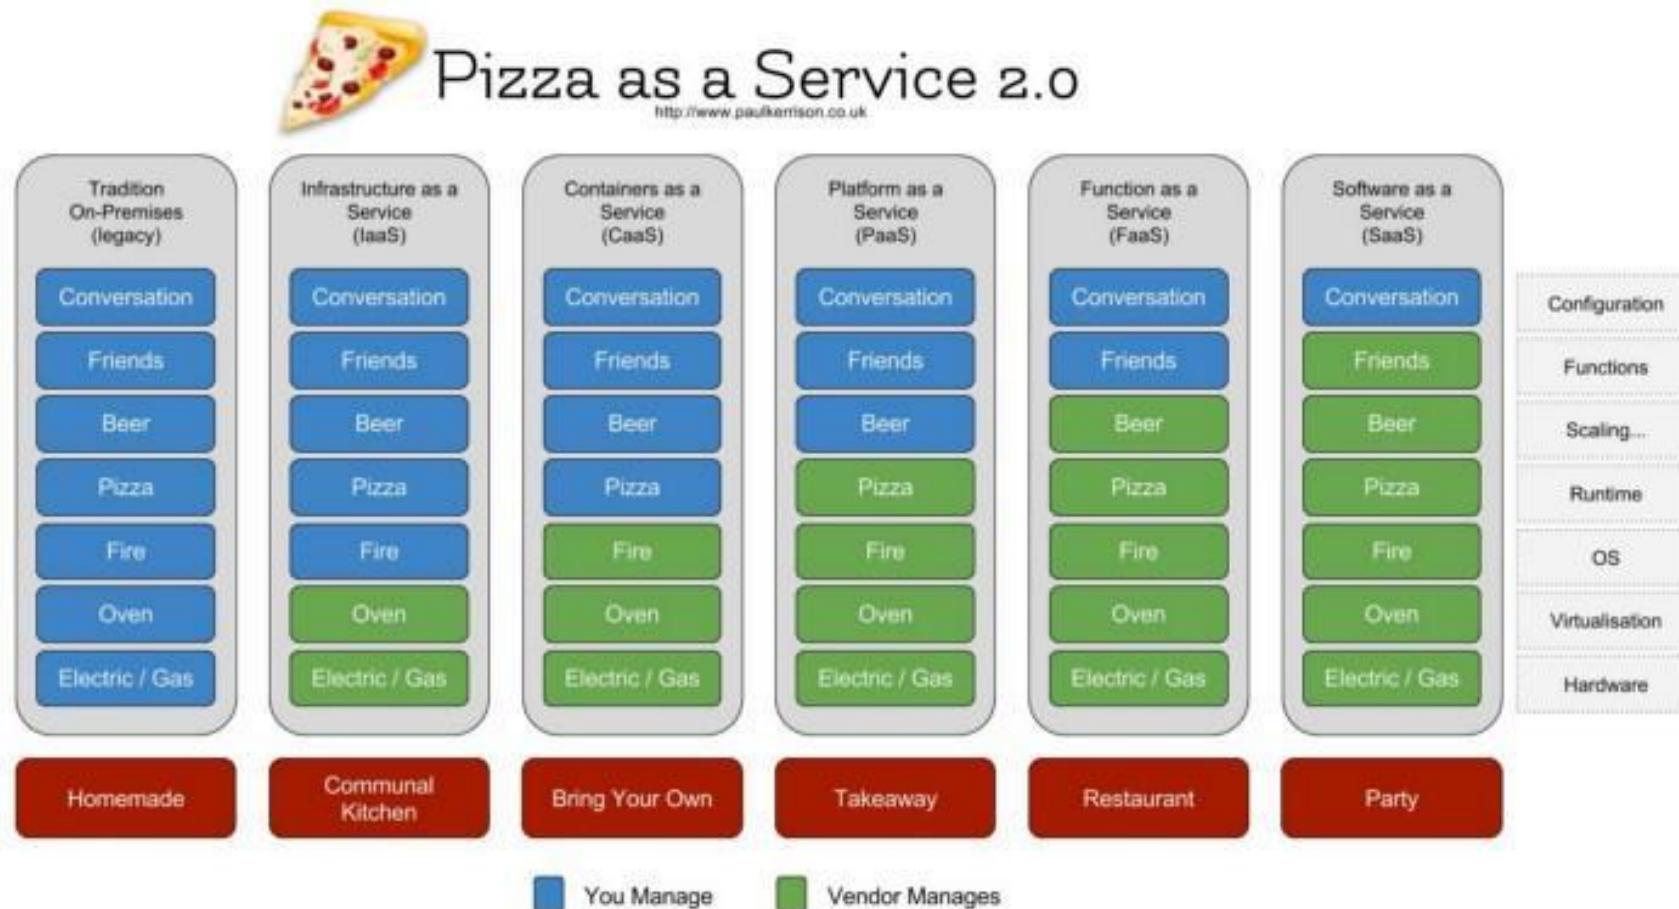 Pizza as a Service 2.0
http://www.paulkerrison.co.uk
Tradition
On-Premises
(legacy)
Conversation
Friends
Beer
Pizza
Fire
Oven
Electric / Gas
Homemade
Infrastructure as a
Service
(IaaS)
Conversation
Friends
Beer
Pizza
Fire
Oven
Electric / Gas
Communal
Kitchen
Containers as a
Service
(CaaS)
Conversation
Friends
Beer
Pizza
Fire
Oven
Electric / Gas
Bring Your Own
Platform as a
Service
(PaaS)
Conversation
Friends
Beer
Pizza
Fire
Oven
Electric / Gas
Takeaway
Function as a
Service
(FaaS)
Conversation
Friends
Beer
Pizza
Fire
Oven
Electric / Gas
Restaurant
Software as a
Service
(SaaS)
Conversation
Friends
Beer
Pizza
Fire
Oven
Electric / Gas
Party
Configuration
Functions
Scaling...
Runtime
OS
Virtualisation
Hardware
You Manage
Vendor Manages